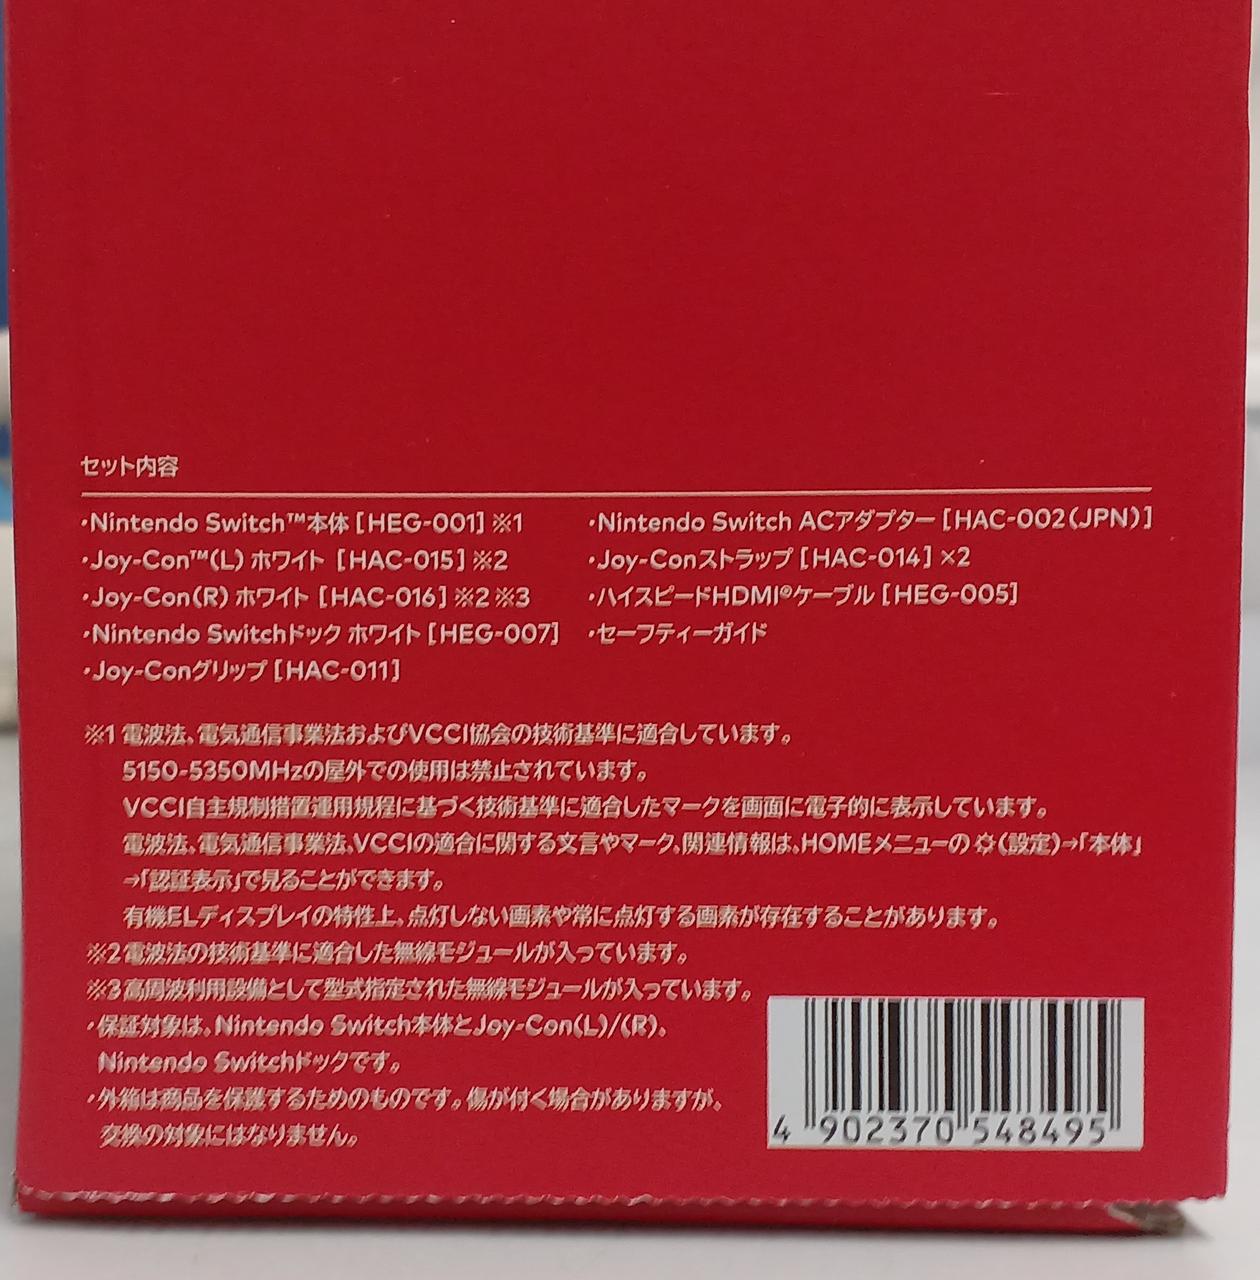 セット内容
・Nintendo Switch™本体［HEG-001］※1
・Joy-Con™(L) ホワイト［HAC-015］※2
・Joy-Con(R) ホワイト［HAC-016］※2 ※3
・Nintendo Switchドック ホワイト［HEG-007］
・Joy-Conグリップ［HAC-011］
・Nintendo Switch ACアダプター［HAC-002(JPN)］
・Joy-Conストラップ［HAC-014］×2
・ハイスピードHDMI®ケーブル［HEG-005］
・セーフティーガイド
※1 電波法、電気通信事業法およびVCCI協会の技術基準に適合しています。
5150-5350MHzの屋外での使用は禁止されています。
VCCI自主規制措置運用規程に基づく技術基準に適合したマークを画面に電子的に表示しています。
電波法、電気通信事業法、VCCIの適合に関する文言やマーク、関連情報は、HOMEメニューの(設定)→「本体」
→「認証表示」で見ることができます。
有機ELディスプレイの特性上、点灯しない画素や常に点灯する画素が存在することがあります。
※2 電波法の技術基準に適合した無線モジュールが入っています。
※3 高周波利用設備として型式指定された無線モジュールが入っています。
・保証対象は、Nintendo Switch本体とJoy-Con(L)/(R)、
Nintendo Switchドックです。
・外箱は商品を保護するためのものです。傷が付く場合がありますが、
交換の対象にはなりません。
4 902370 548495